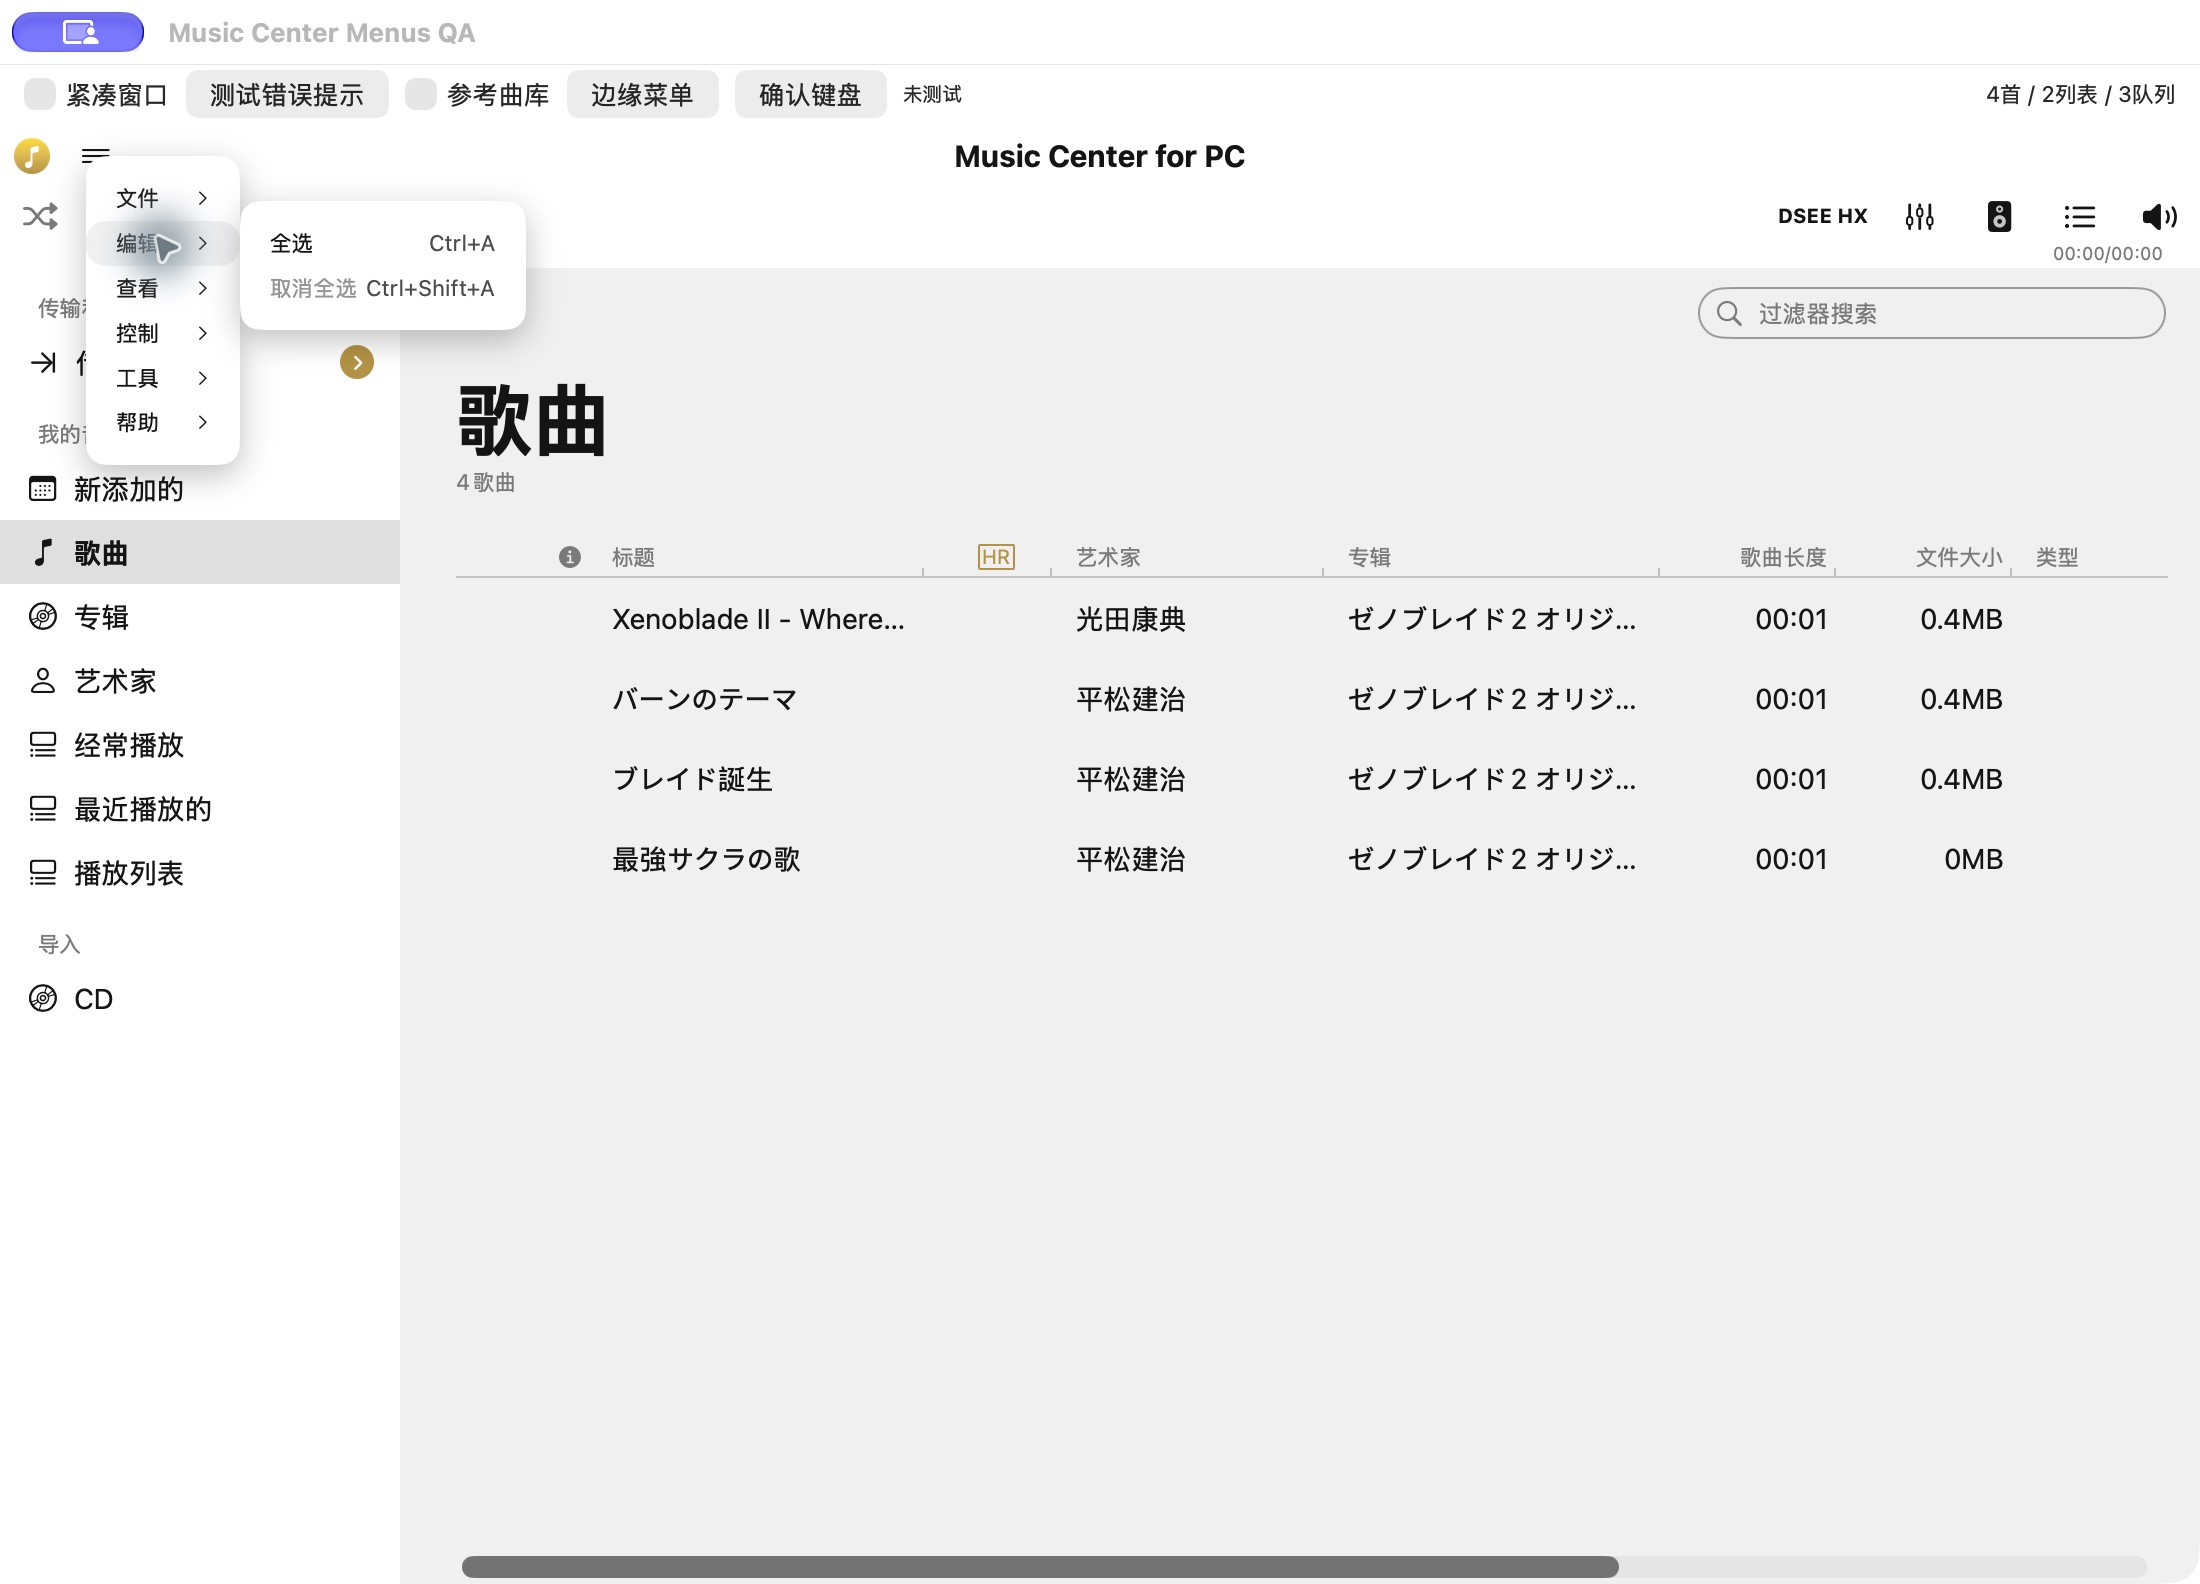 Music Center Menus QA
紧凑窗口 测试错误提示 参考曲库 边缘菜单 确认键盘 未测试 4首 / 2列表 / 3队列
Music Center for PC
文件
编辑
查看
控制
工具
帮助
全选 Ctrl+A
取消全选 Ctrl+Shift+A
DSEE HX
00:00/00:00
传输
我的
新添加的
歌曲
专辑
艺术家
经常播放
最近播放的
播放列表
导入
CD
过滤器搜索
歌曲
4歌曲
标题 HR 艺术家 专辑 歌曲长度 文件大小 类型
Xenoblade II - Where... 光田康典 ゼノブレイド2 オリジ... 00:01 0.4MB
バーンのテーマ 平松建治 ゼノブレイド2 オリジ... 00:01 0.4MB
ブレイド誕生 平松建治 ゼノブレイド2 オリジ... 00:01 0.4MB
最強サクラの歌 平松建治 ゼノブレイド2 オリジ... 00:01 0MB